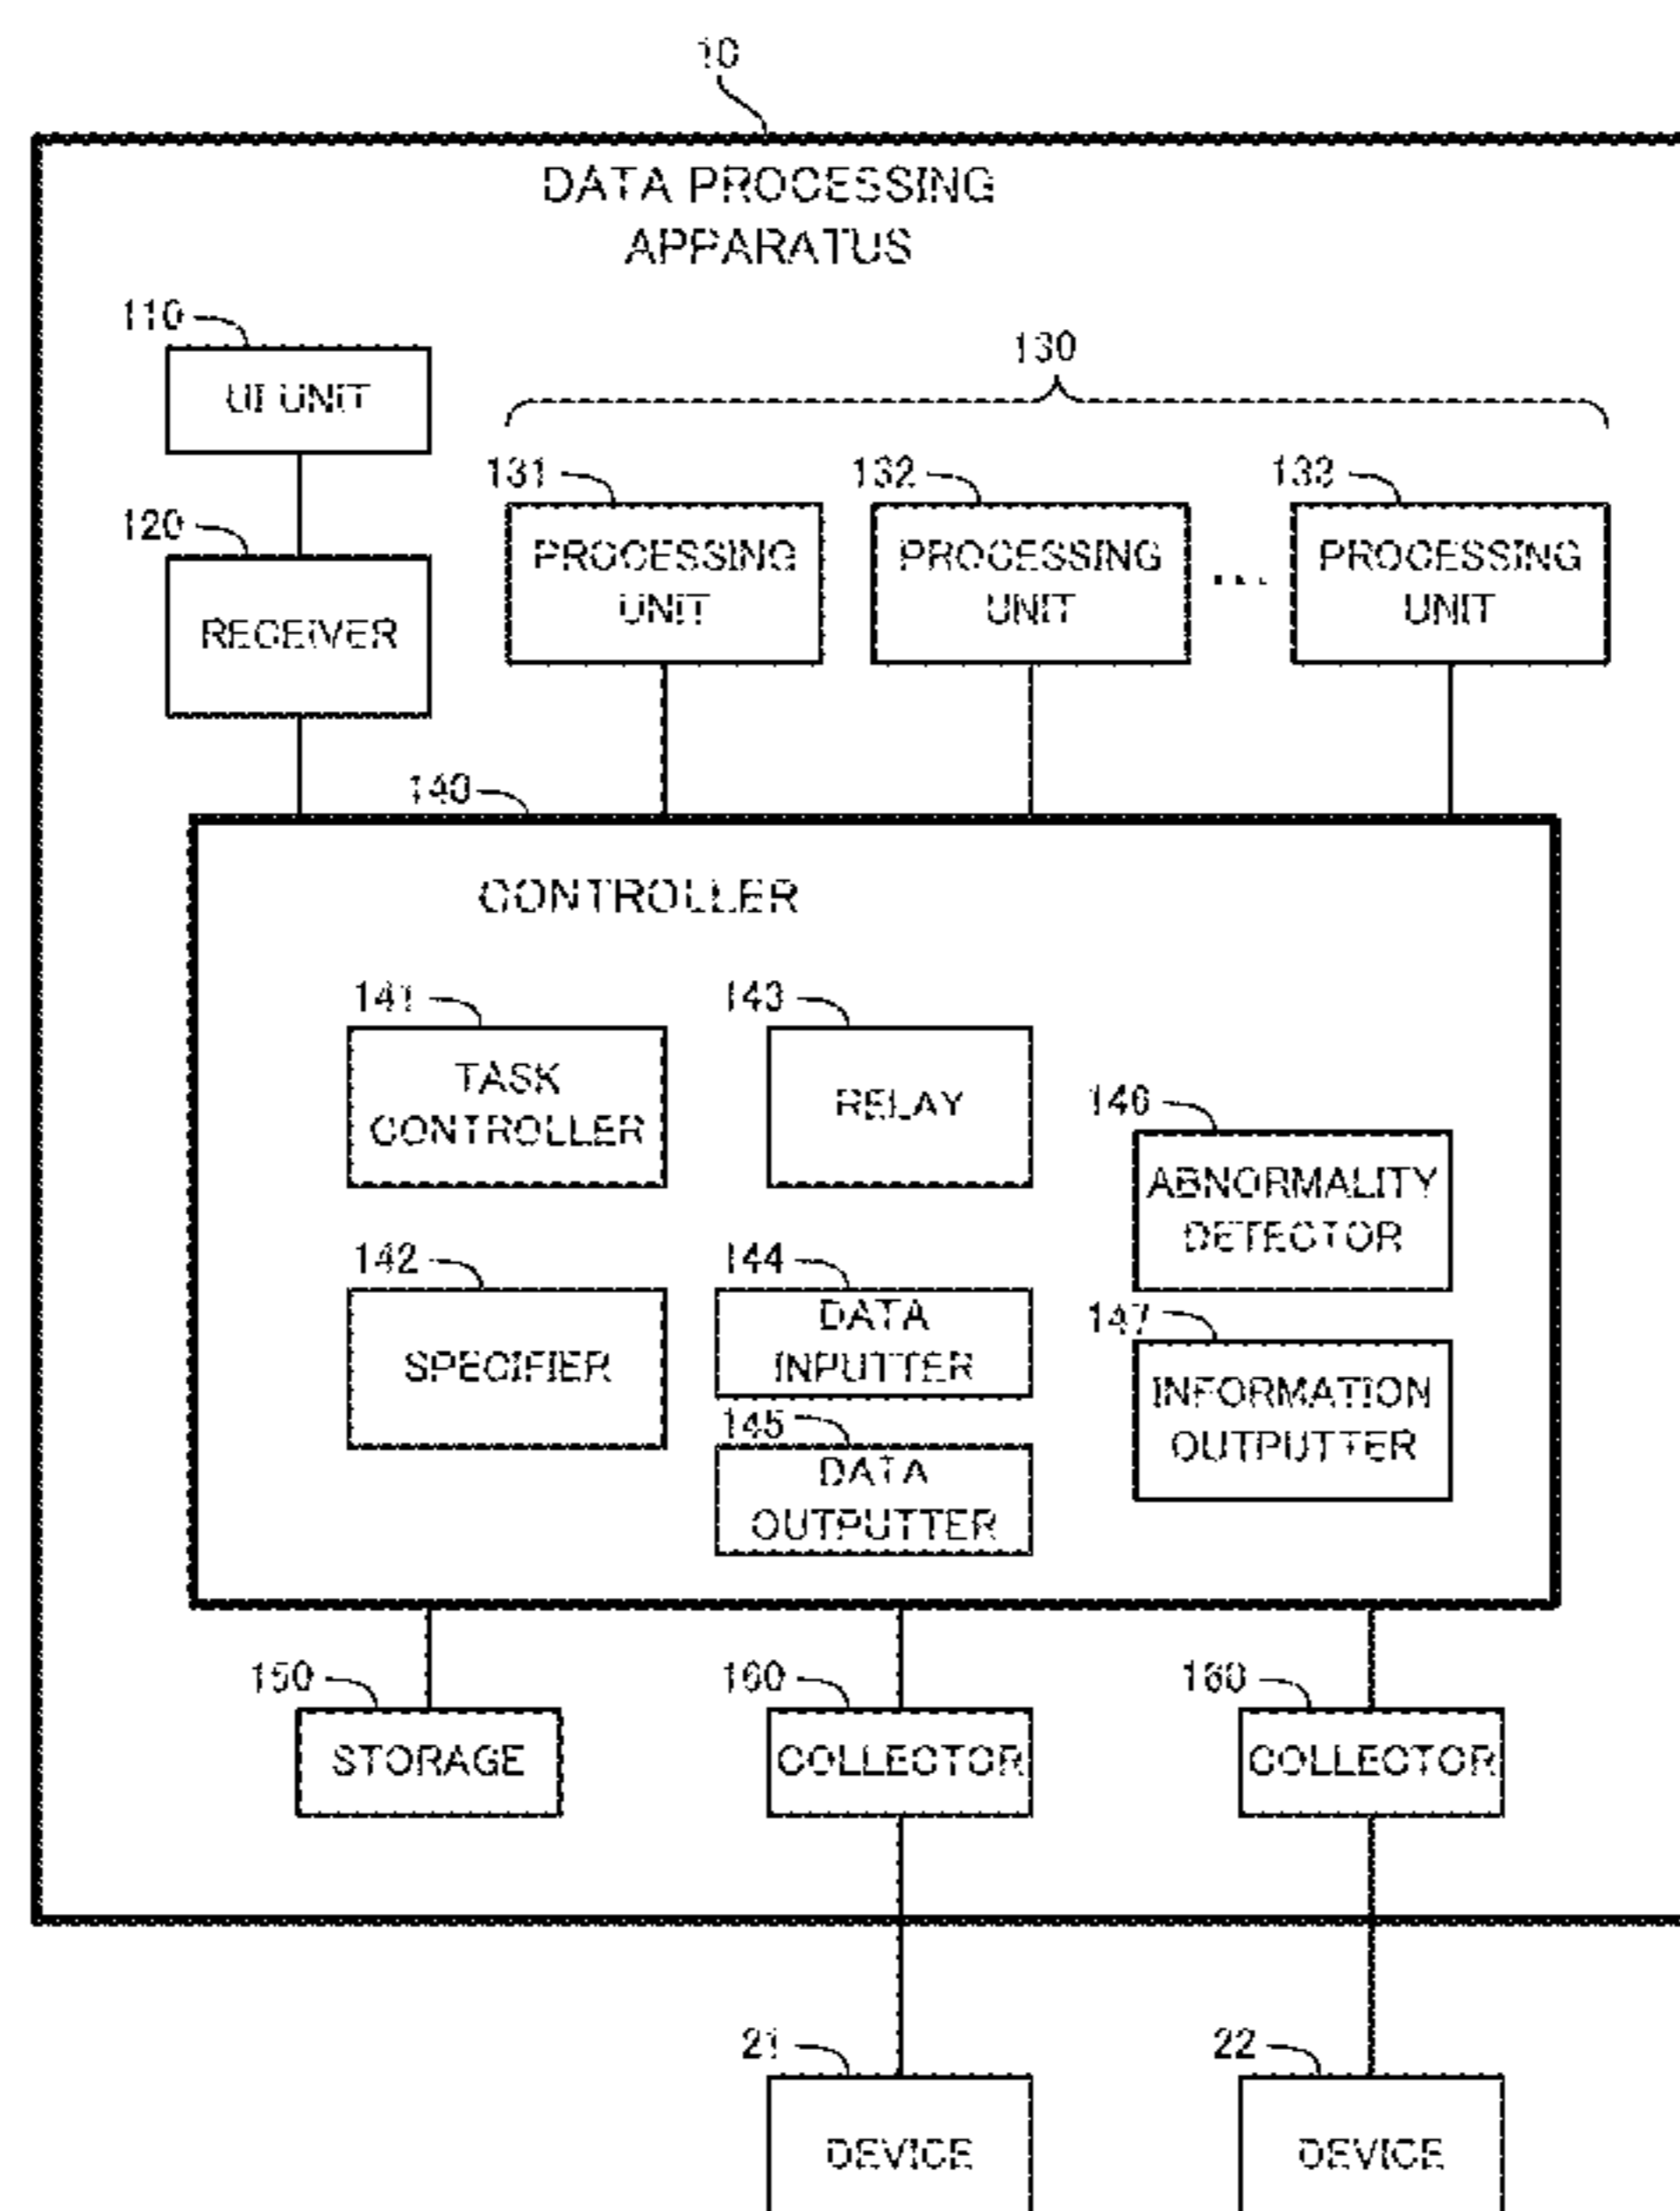 10
DATA PROCESSING
APPARATUS
110
UI UNIT
130
131
132
133
120
PROCESSING
UNIT
PROCESSING
UNIT
...
PROCESSING
UNIT
RECEIVER
140
CONTROLLER
141
TASK
CONTROLLER
143
RELAY
146
ABNORMALITY
DETECTOR
142
SPECIFIER
144
DATA
INPUTTER
147
INFORMATION
OUTPUTTER
145
DATA
OUTPUTTER
150
STORAGE
160
COLLECTOR
160
COLLECTOR
21
DEVICE
22
DEVICE